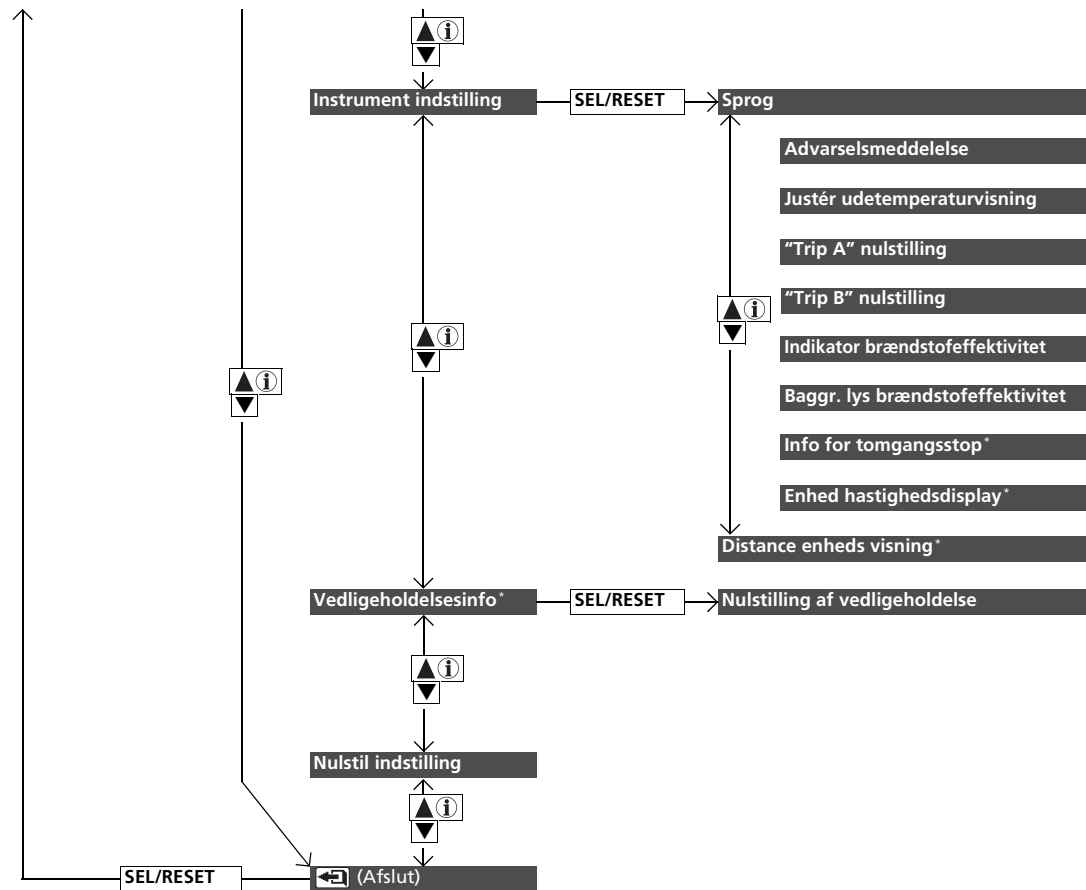 Instrument indstilling
SEL/RESET
Sprog
Advarselsmeddelelse
Justér udetemperaturvisning
“Trip A” nulstilling
“Trip B” nulstilling
Indikator brændstofeffektivitet
Baggr. lys brændstofeffektivitet
Info for tomgangsstop*
Enhed hastighedsdisplay*
Distance enheds visning*
Vedligeholdelsesinfo*
SEL/RESET
Nulstilling af vedligeholdelse
Nulstil indstilling
SEL/RESET
(Afslut)